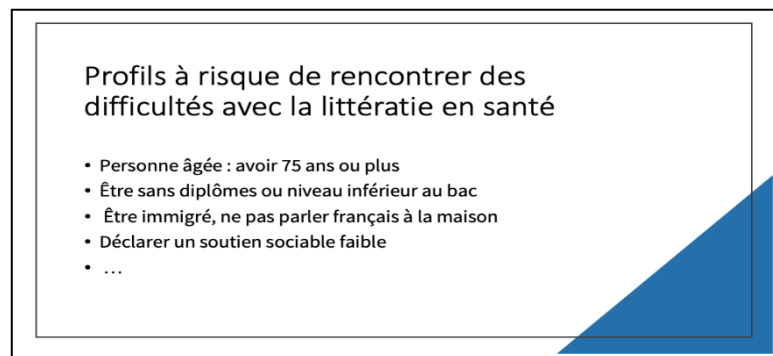 Profils à risque de rencontrer des
difficultés avec la littératie en santé
• Personne âgée : avoir 75 ans ou plus
• Être sans diplômes ou niveau inférieur au bac
• Être immigré, ne pas parler français à la maison
• Déclarer un soutien sociable faible
• ...